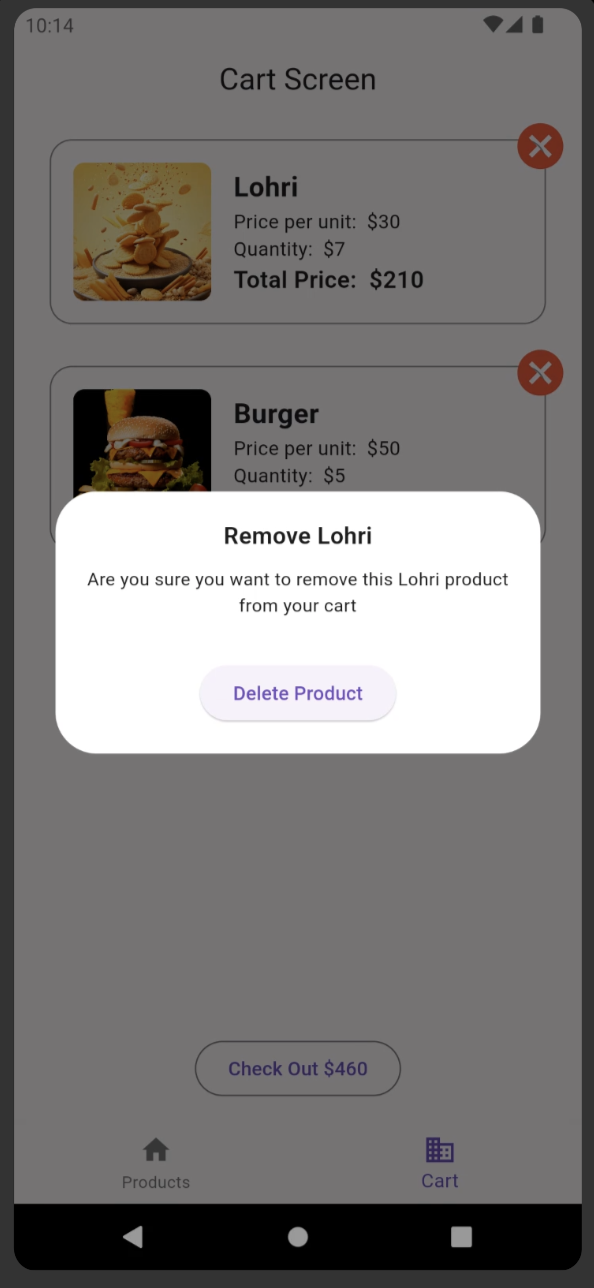 10:14
Cart Screen
Lohri
Price per unit: $30
Quantity: $7
Total Price: $210
Burger
Price per unit: $50
Quantity: $5
Remove Lohri
Are you sure you want to remove this Lohri product
from your cart
Delete Product
Check Out $460
Products
Cart